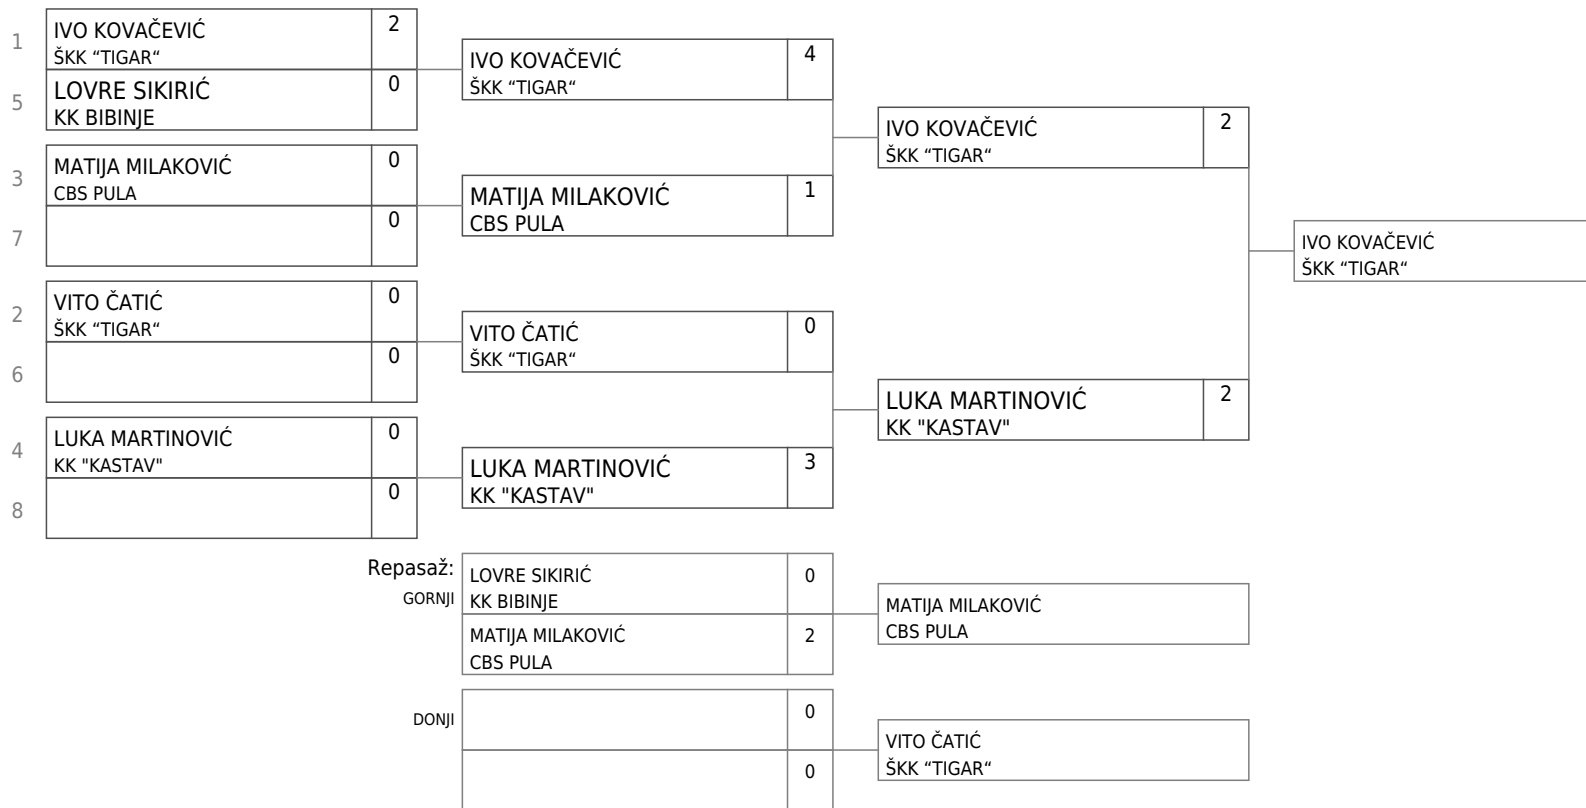 1
IVO KOVAČEVIĆ
2
ŠKK “TIGAR“
5
LOVRE SIKIRIĆ
0
KK BIBINJE
3
MATIJA MILAKOVIĆ
0
CBS PULA
7
0
2
VITO ČATIĆ
0
ŠKK “TIGAR“
6
0
4
LUKA MARTINOVIĆ
0
KK "KASTAV"
8
0
IVO KOVAČEVIĆ
4
ŠKK “TIGAR“
MATIJA MILAKOVIĆ
1
CBS PULA
VITO ČATIĆ
0
ŠKK “TIGAR“
LUKA MARTINOVIĆ
3
KK "KASTAV"
IVO KOVAČEVIĆ
2
ŠKK “TIGAR“
LUKA MARTINOVIĆ
2
KK "KASTAV"
IVO KOVAČEVIĆ
ŠKK “TIGAR“
Repasaž:
GORNJI
LOVRE SIKIRIĆ
0
KK BIBINJE
MATIJA MILAKOVIĆ
2
CBS PULA
MATIJA MILAKOVIĆ
CBS PULA
DONJI
0
0
VITO ČATIĆ
ŠKK “TIGAR“